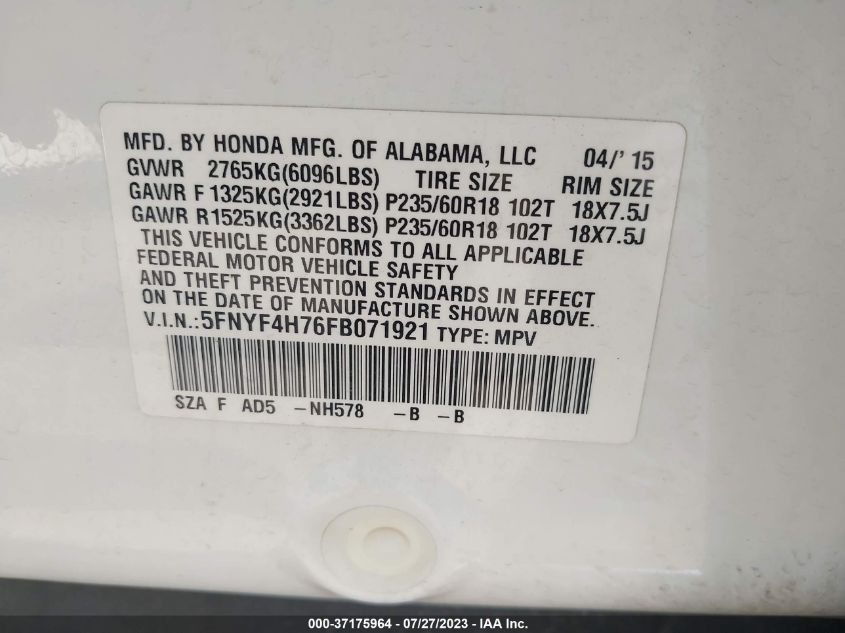 MFD. BY HONDA MFG. OF ALABAMA, LLC 04/' 15
GVWR 2765KG(6096LBS) TIRE SIZE RIM SIZE
GAWR F 1325KG(2921LBS) P235/60R18 102T 18X7.5J
GAWR R1525KG(3362LBS) P235/60R18 102T 18X7.5J
THIS VEHICLE CONFORMS TO ALL APPLICABLE
FEDERAL MOTOR VEHICLE SAFETY
AND THEFT PREVENTION STANDARDS IN EFFECT
ON THE DATE OF MANUFACTURE SHOWN ABOVE.
V.I.N.:5FNYF4H76FB071921 TYPE: MPV
SZA F AD5 -NH578 -B -B
000-37175964 / 07/27/2023 / IAA Inc.